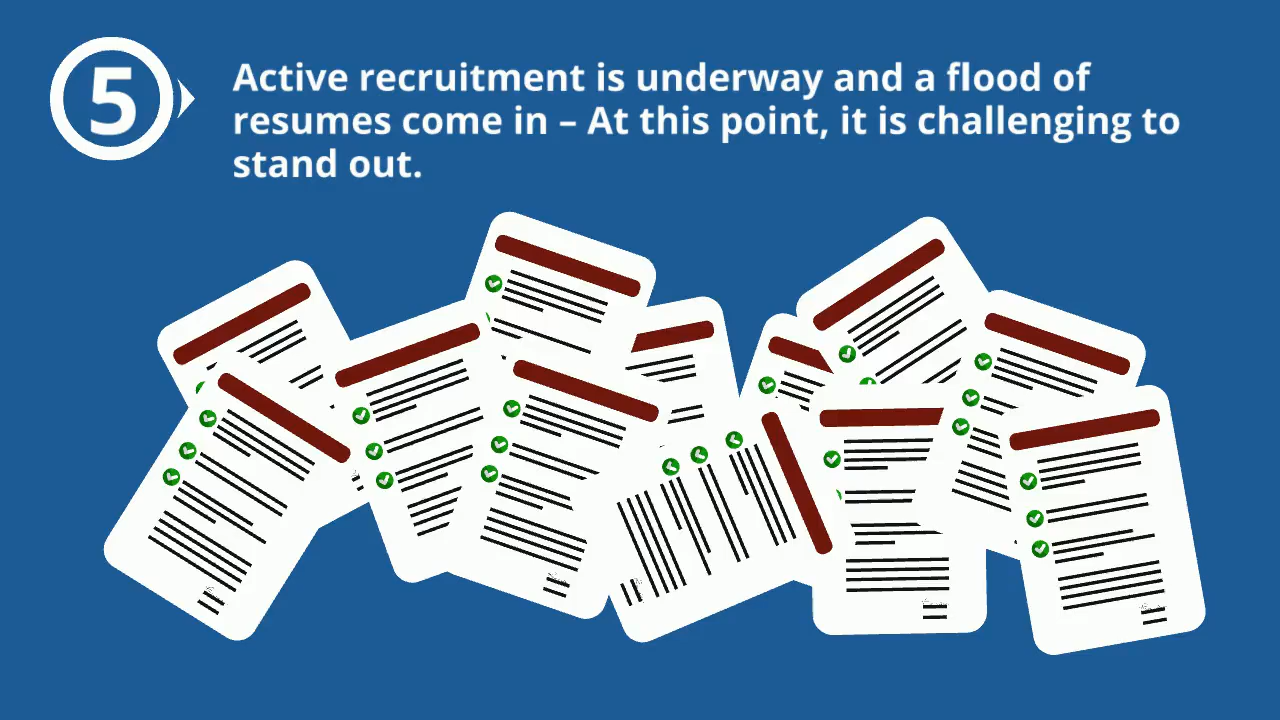 5
Active recruitment is underway and a flood of
resumes come in – At this point, it is challenging to
stand out.